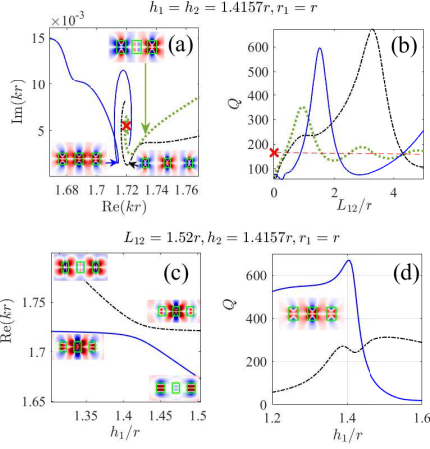 h₁ = h₂ = 1.4157r, r₁ = r
×10⁻³
(a)
15
10
5
Im(kr)
1.68 1.7 1.72 1.74 1.76
Re(kr)
(b)
600
500
400
300
200
100
Q
0 2 4
L₁₂/r
L₁₂ = 1.52r, h₂ = 1.4157r, r₁ = r
(c)
1.75
1.7
1.65
Re(kr)
1.35 1.4 1.45 1.5
h₁/r
(d)
600
400
200
0
Q
1.2 1.4 1.6
h₁/r